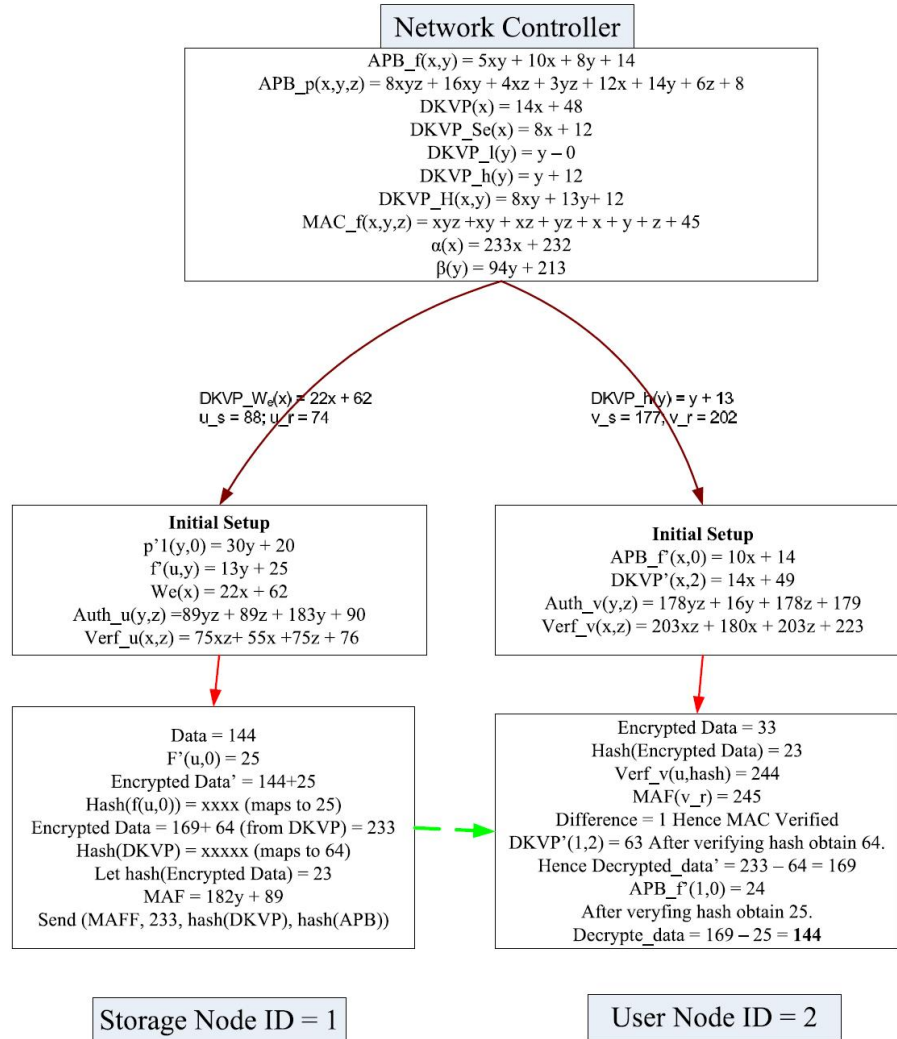 Network Controller
APB_f(x,y) = 5xy + 10x + 8y + 14
APB_p(x,y,z) = 8xyz + 16xy + 4xz + 3yz + 12x + 14y + 6z + 8
DKVP(x) = 14x + 48
DKVP_Se(x) = 8x + 12
DKVP_l(y) = y – 0
DKVP_h(y) = y + 12
DKVP_H(x,y) = 8xy + 13y+ 12
MAC_f(x,y,z) = xyz +xy + xz + yz + x + y + z + 45
α(x) = 233x + 232
β(y) = 94y + 213
DKVP_Wₑ(x) = 22x + 62
u_s = 88; u_r = 74
DKVP_h(y) = y + 13
v_s = 177, v_r = 202
Initial Setup
p'1(y,0) = 30y + 20
f'(u,y) = 13y + 25
We(x) = 22x + 62
Auth_u(y,z) =89yz + 89z + 183y + 90
Verf_u(x,z) = 75xz+ 55x +75z + 76
Initial Setup
APB_f'(x,0) = 10x + 14
DKVP'(x,2) = 14x + 49
Auth_v(y,z) = 178yz + 16y + 178z + 179
Verf_v(x,z) = 203xz + 180x + 203z + 223
Data = 144
F'(u,0) = 25
Encrypted Data' = 144+25
Hash(f(u,0)) = xxxx (maps to 25)
Encrypted Data = 169+ 64 (from DKVP) = 233
Hash(DKVP) = xxxxx (maps to 64)
Let hash(Encrypted Data) = 23
MAF = 182y + 89
Send (MAFF, 233, hash(DKVP), hash(APB))
Encrypted Data = 33
Hash(Encrypted Data) = 23
Verf_v(u,hash) = 244
MAF(v_r) = 245
Difference = 1 Hence MAC Verified
DKVP'(1,2) = 63 After verifying hash obtain 64.
Hence Decrypted_data' = 233 – 64 = 169
APB_f'(1,0) = 24
After veryfing hash obtain 25.
Decrypte_data = 169 – 25 = 144
Storage Node ID = 1
User Node ID = 2